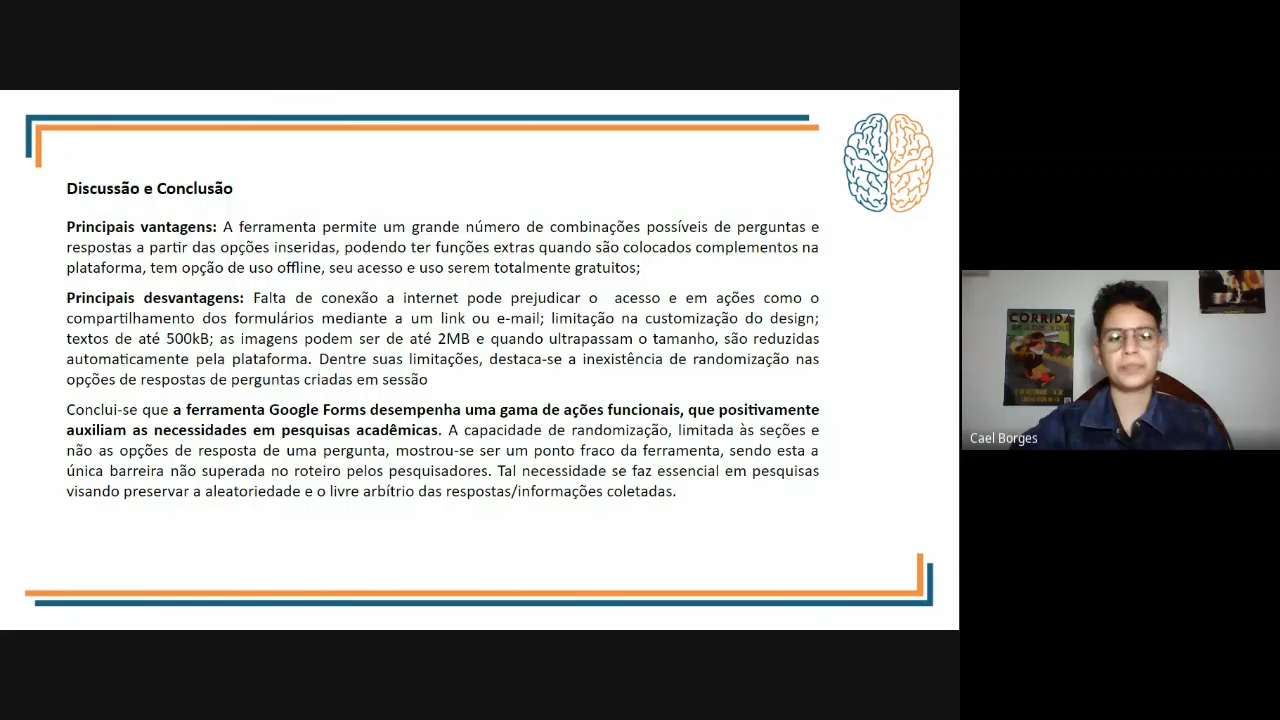 Discussão e Conclusão
Principais vantagens: A ferramenta permite um grande número de combinações possíveis de perguntas e
respostas a partir das opções inseridas, podendo ter funções extras quando são colocados complementos na
plataforma, tem opção de uso offline, seu acesso e uso serem totalmente gratuitos;
Principais desvantagens: Falta de conexão a internet pode prejudicar o acesso e em ações como o
compartilhamento dos formulários mediante a um link ou e-mail; limitação na customização do design;
textos de até 500kB; as imagens podem ser de até 2MB e quando ultrapassam o tamanho, são reduzidas
automaticamente pela plataforma. Dentre suas limitações, destaca-se a inexistência de randomização nas
opções de respostas de perguntas criadas em sessão
Conclui-se que a ferramenta Google Forms desempenha uma gama de ações funcionais, que positivamente
auxiliam as necessidades em pesquisas acadêmicas. A capacidade de randomização, limitada às seções e
não as opções de resposta de uma pergunta, mostrou-se ser um ponto fraco da ferramenta, sendo esta a
única barreira não superada no roteiro pelos pesquisadores. Tal necessidade se faz essencial em pesquisas
visando preservar a aleatoriedade e o livre arbítrio das respostas/informações coletadas.
CORRIDA
Cael Borges